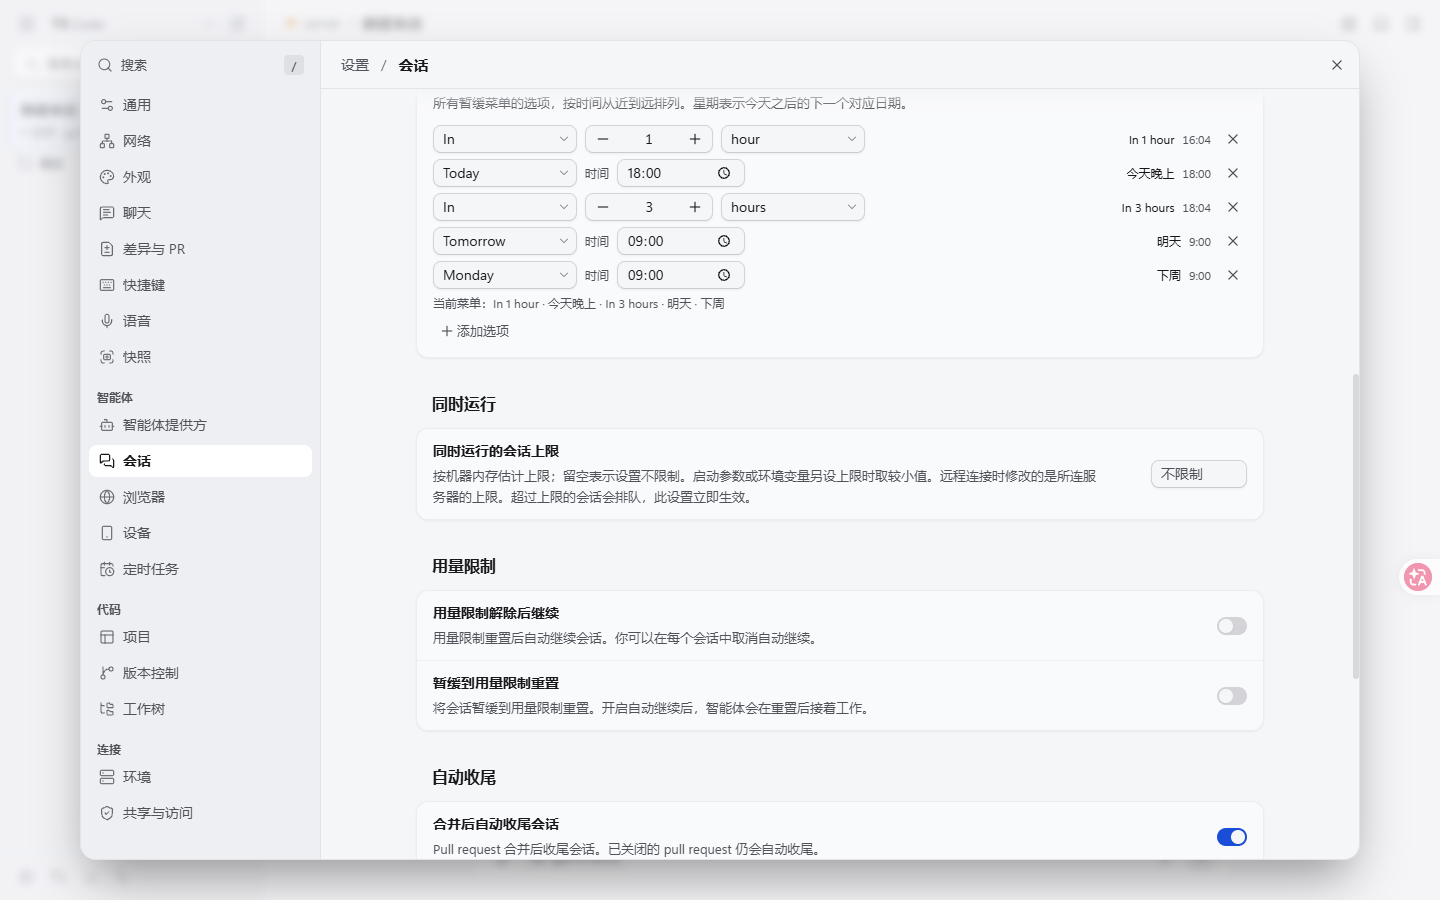 搜索
/
通用
网络
外观
聊天
差异与 PR
快捷键
语音
快照
智能体
智能体提供方
会话
浏览器
设备
定时任务
代码
项目
版本控制
工作树
连接
环境
共享与访问
设置 / 会话
所有暂缓菜单的选项，按时间从近到远排列。星期表示今天之后的下一个对应日期。
In 1 hour In 1 hour 16:04
Today 时间 18:00 今天晚上 18:00
In 3 hours In 3 hours 18:04
Tomorrow 时间 09:00 明天 9:00
Monday 时间 09:00 下周 9:00
当前菜单：In 1 hour · 今天晚上 · In 3 hours · 明天 · 下周
添加选项
同时运行
同时运行的会话上限
按机器内存估计上限；留空表示设置不限制。启动参数或环境变量另设上限时取较小值。远程连接时修改的是所连服
务器的上限。超过上限的会话会排队，此设置立即生效。
不限制
用量限制
用量限制解除后继续
用量限制重置后自动继续会话。你可以在每个会话中取消自动继续。
暂缓到用量限制重置
将会话暂缓到用量限制重置。开启自动继续后，智能体会在重置后接着工作。
自动收尾
合并后自动收尾会话
Pull request 合并后收尾会话。已关闭的 pull request 仍会自动收尾。